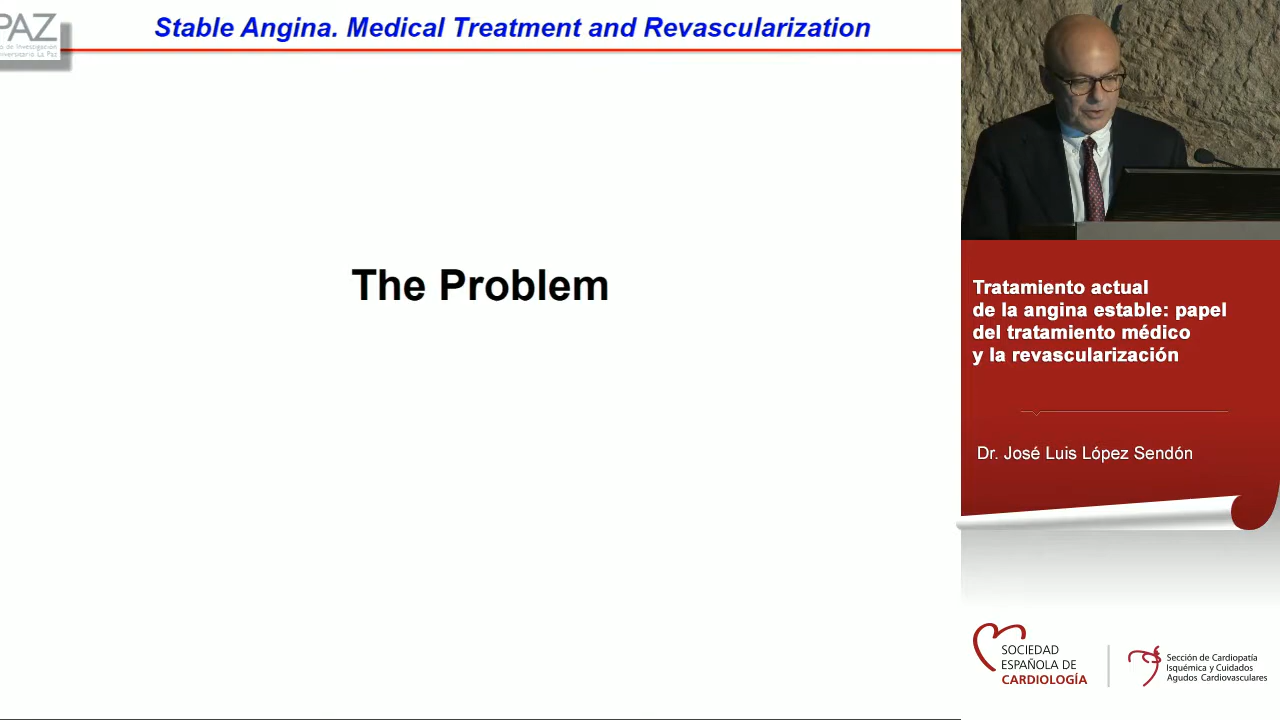 PAZ
Stable Angina. Medical Treatment and Revascularization
The Problem
Tratamiento actual
de la angina estable: papel
del tratamiento médico
y la revascularización
Dr. José Luis López Sendón
SOCIEDAD
ESPAÑOLA DE
CARDIOLOGÍA
Sección de Cardiopatía
Isquémica y Cuidados
Agudos Cardiovasculares